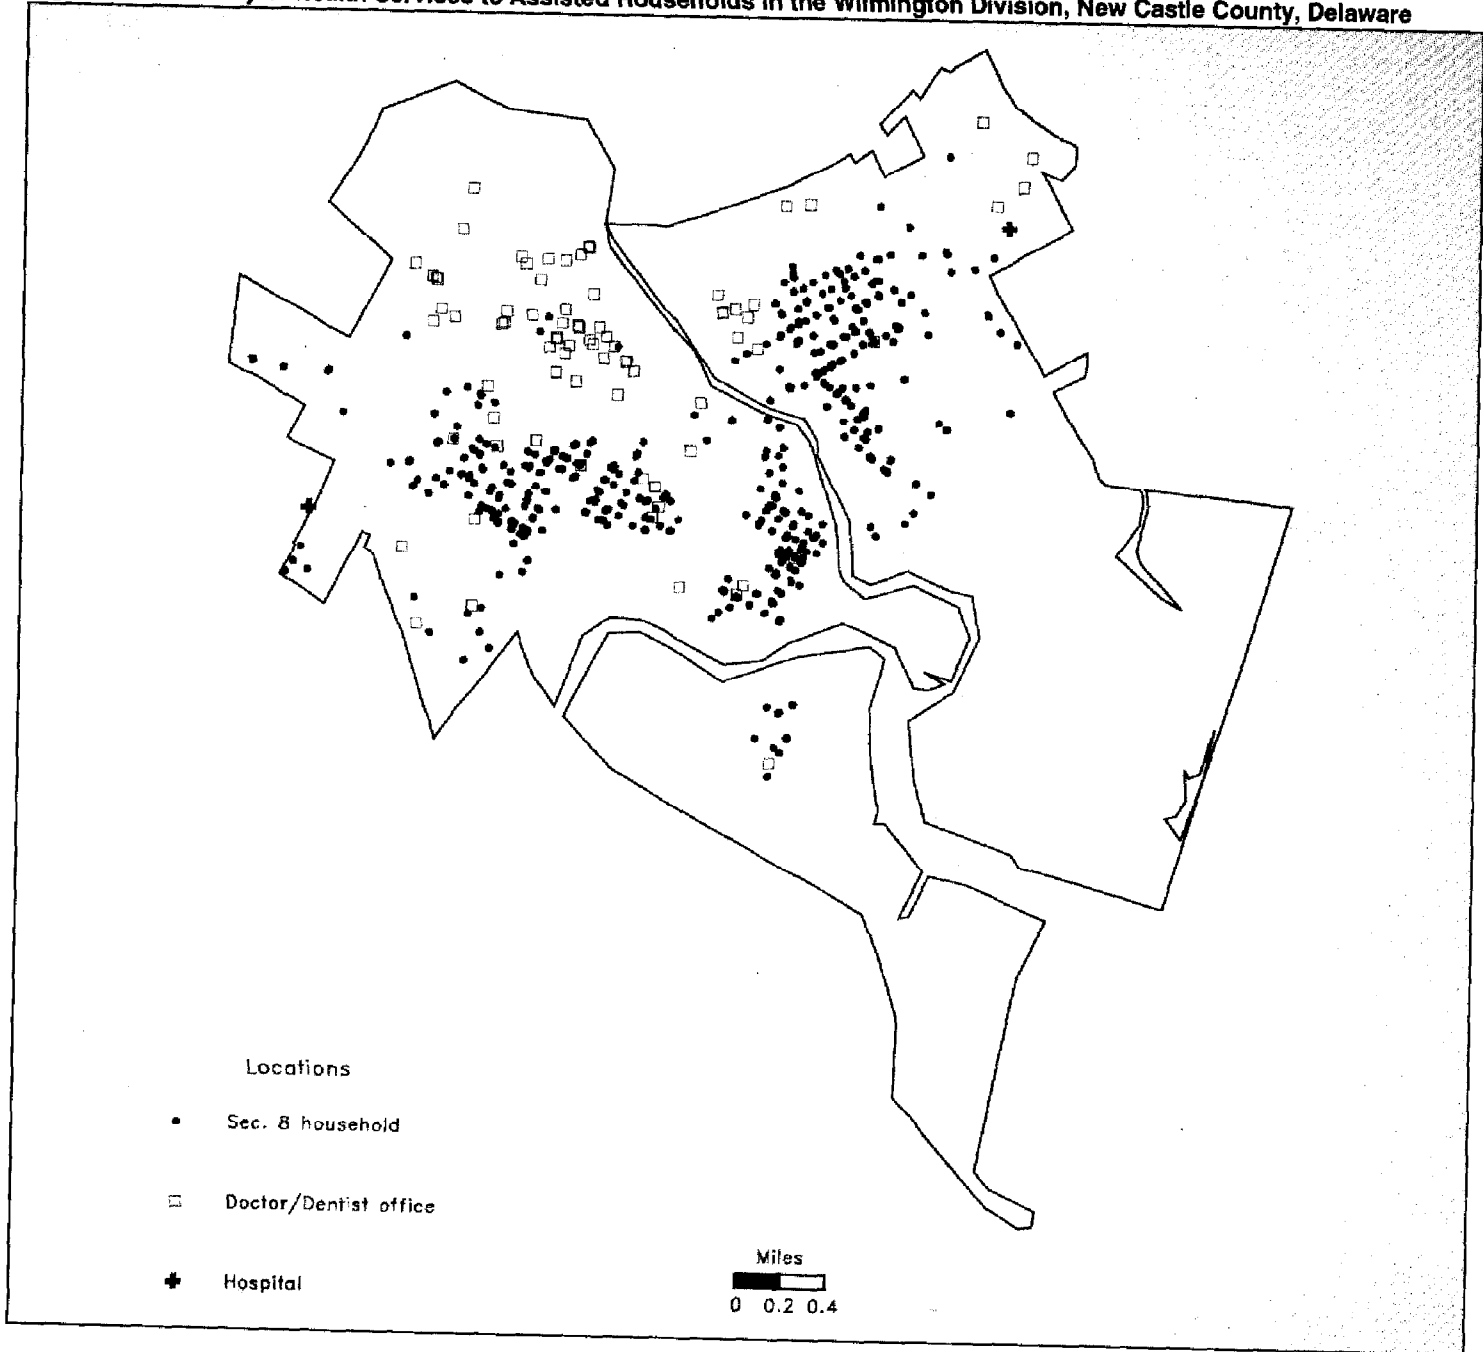 Services to Assisted Households in the Wilmington Division, New Castle County, Delaware
Locations
Sec. 8 household
Doctor/Dentist office
Hospital
Miles
0 0.2 0.4